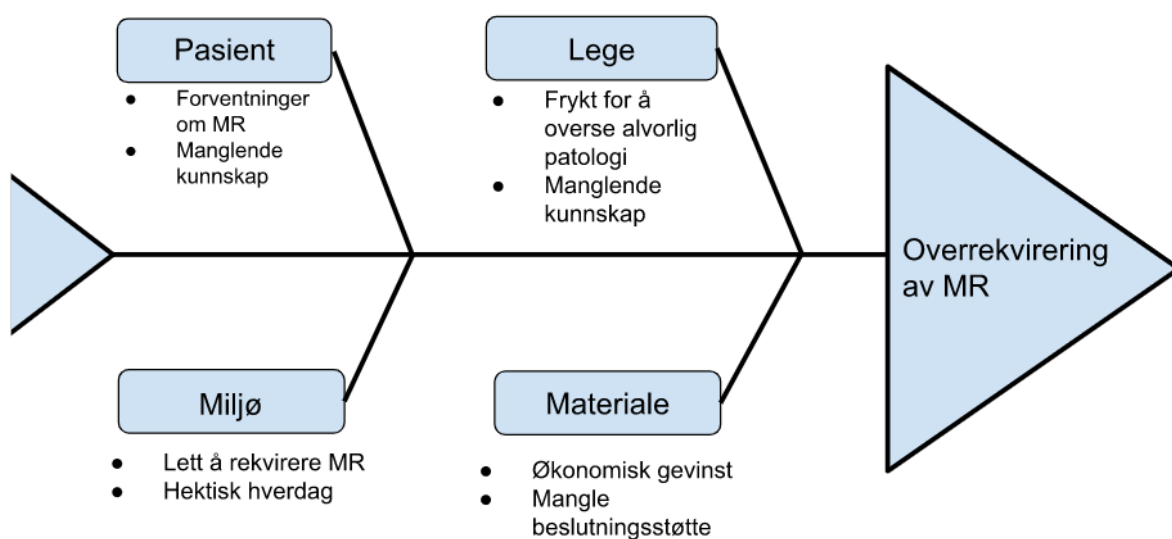 Pasient
● Forventninger
om MR
● Manglende
kunnskap
Lege
● Frykt for å
overse alvorlig
patologi
● Manglende
kunnskap
Overrekvirering
av MR
Miljø
● Lett å rekvirere MR
● Hektisk hverdag
Materiale
● Økonomisk gevinst
● Mangle
beslutningsstøtte